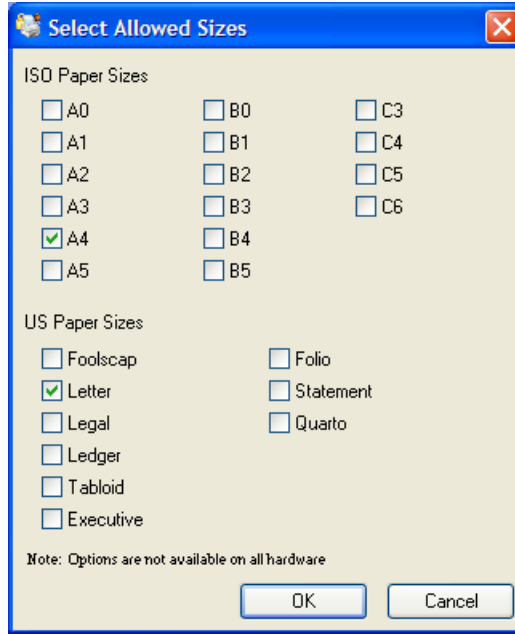 Select Allowed Sizes
ISO Paper Sizes
A0 B0 C3
A1 B1 C4
A2 B2 C5
A3 B3 C6
A4 B4
A5 B5
US Paper Sizes
Foolscap Folio
Letter Statement
Legal Quarto
Ledger
Tabloid
Executive
Note: Options are not available on all hardware
OK Cancel